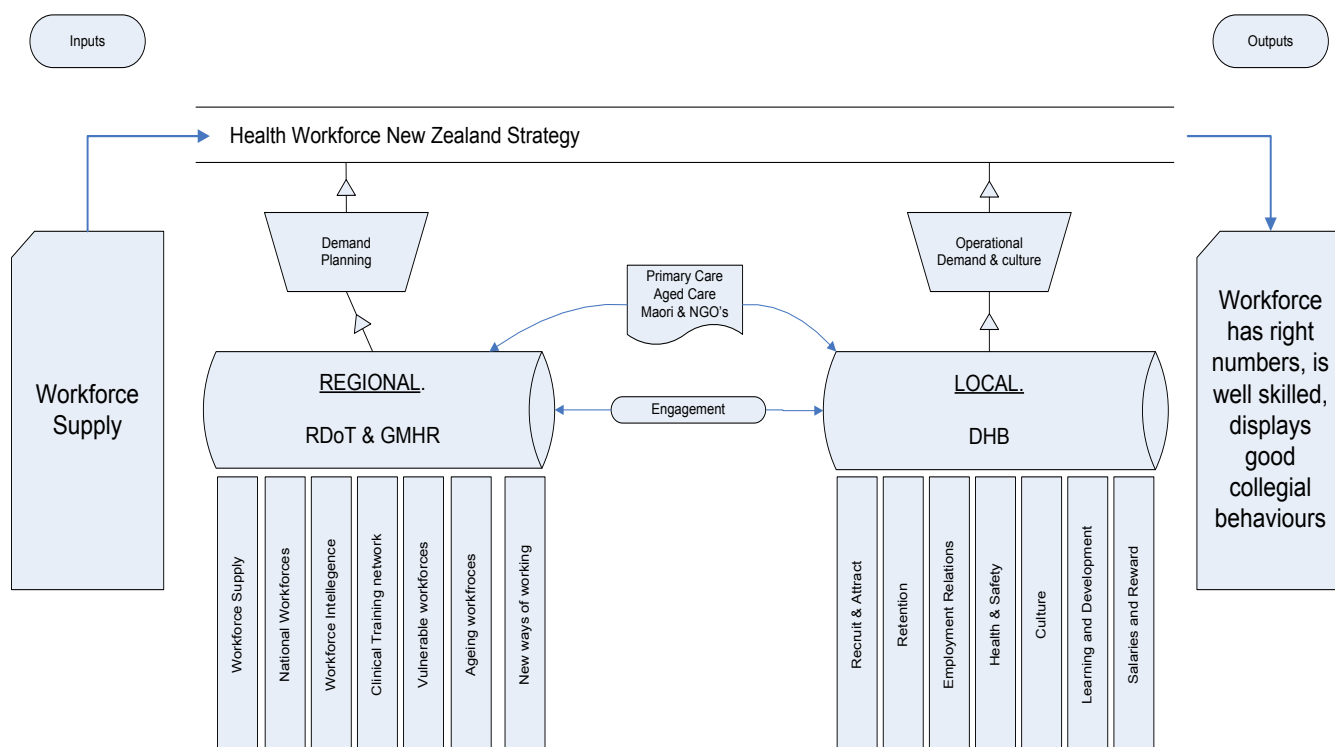 Inputs
Outputs
Health Workforce New Zealand Strategy
Demand
Planning
Operational
Demand & culture
Primary Care
Aged Care
Maori & NGO's
Workforce
Supply
REGIONAL.
RDoT & GMHR
Engagement
LOCAL.
DHB
Workforce
has right
numbers, is
well skilled,
displays
good
collegial
behaviours
Workforce Supply
National Workforces
Workforce Intellegence
Clinical Training network
Vulnerable workforces
Ageing workfroces
New ways of working
Recruit & Attract
Retention
Employment Relations
Health & Safety
Culture
Learning and Development
Salaries and Reward